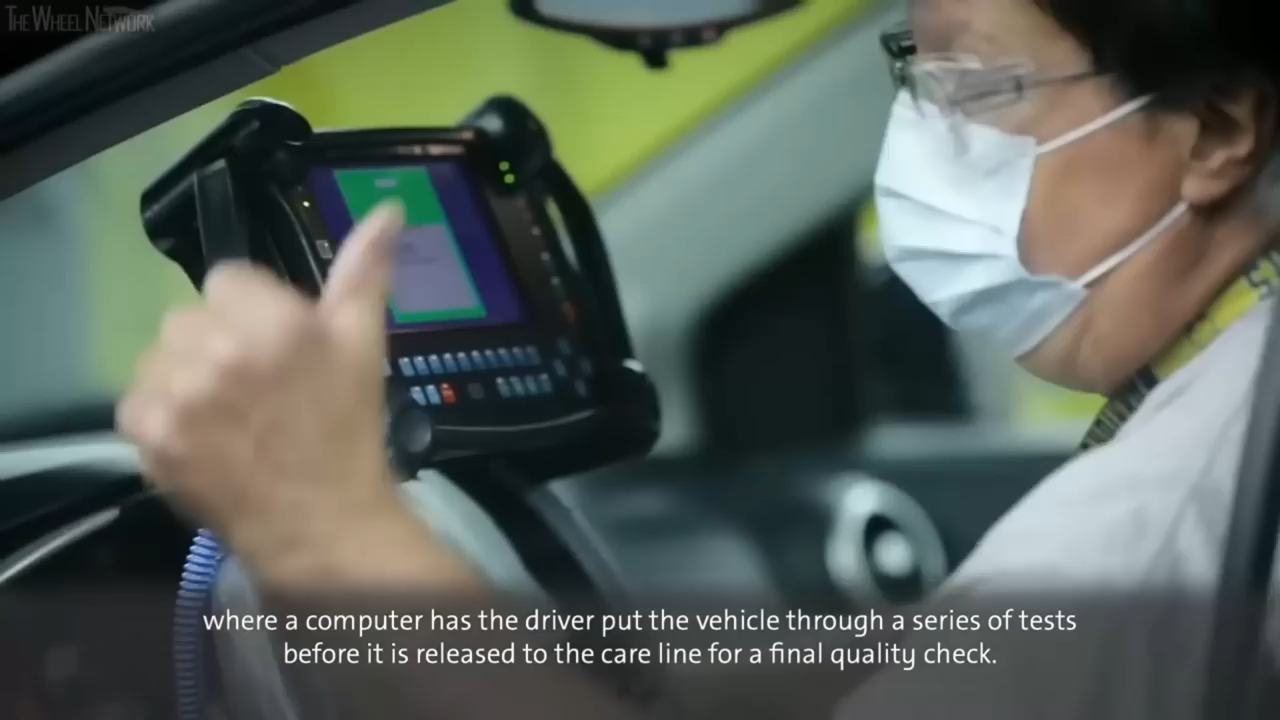 THE WHEEL NETWORK
where a computer has the driver put the vehicle through a series of tests
before it is released to the care line for a final quality check.